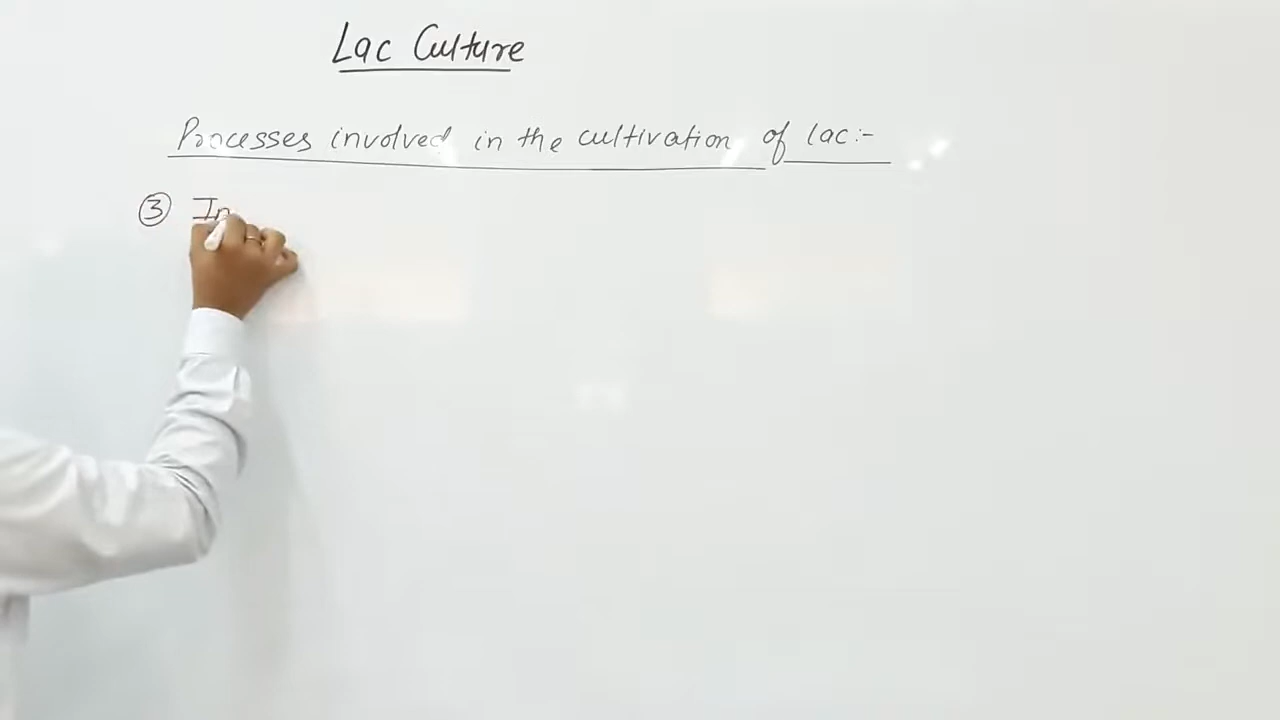 Lac Culture
Processes involved in the cultivation of lac:-
③ In